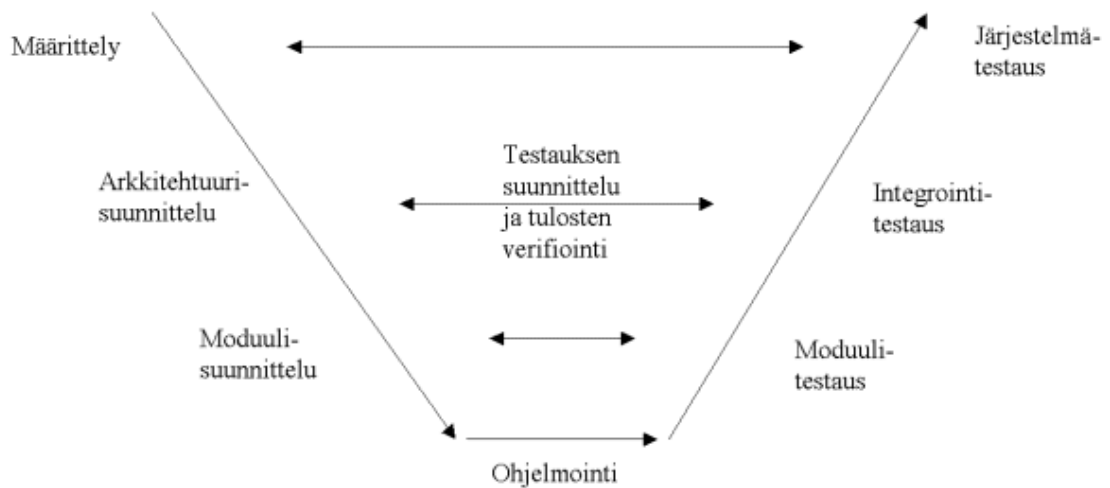 Määrittely
Järjestelmä-
testaus
Arkkitehtuuri-
suunnittelu
Testauksen
suunnittelu
ja tulosten
verifiointi
Integrointi-
testaus
Moduuli-
suunnittelu
Moduuli-
testaus
Ohjelmointi